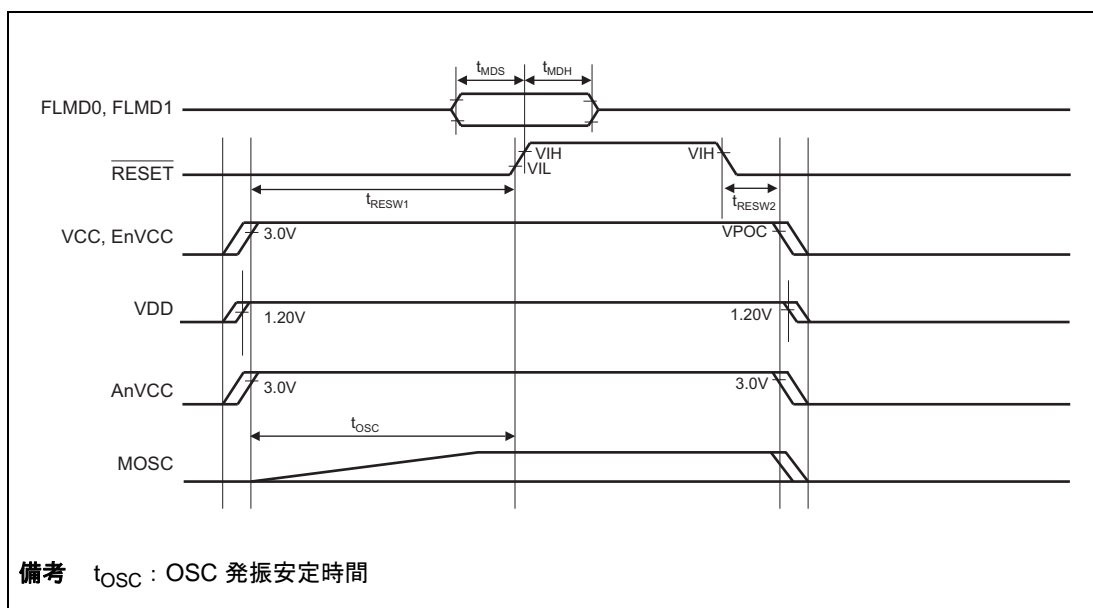 tMDS tMDH
FLMD0, FLMD1
VIH VIH
RESET VIL
tRESW1 tRESW2
VCC, EnVCC 3.0V VPOC
VDD 1.20V 1.20V
AnVCC 3.0V 3.0V
tOSC
MOSC
備考 tOSC : OSC 発振安定時間